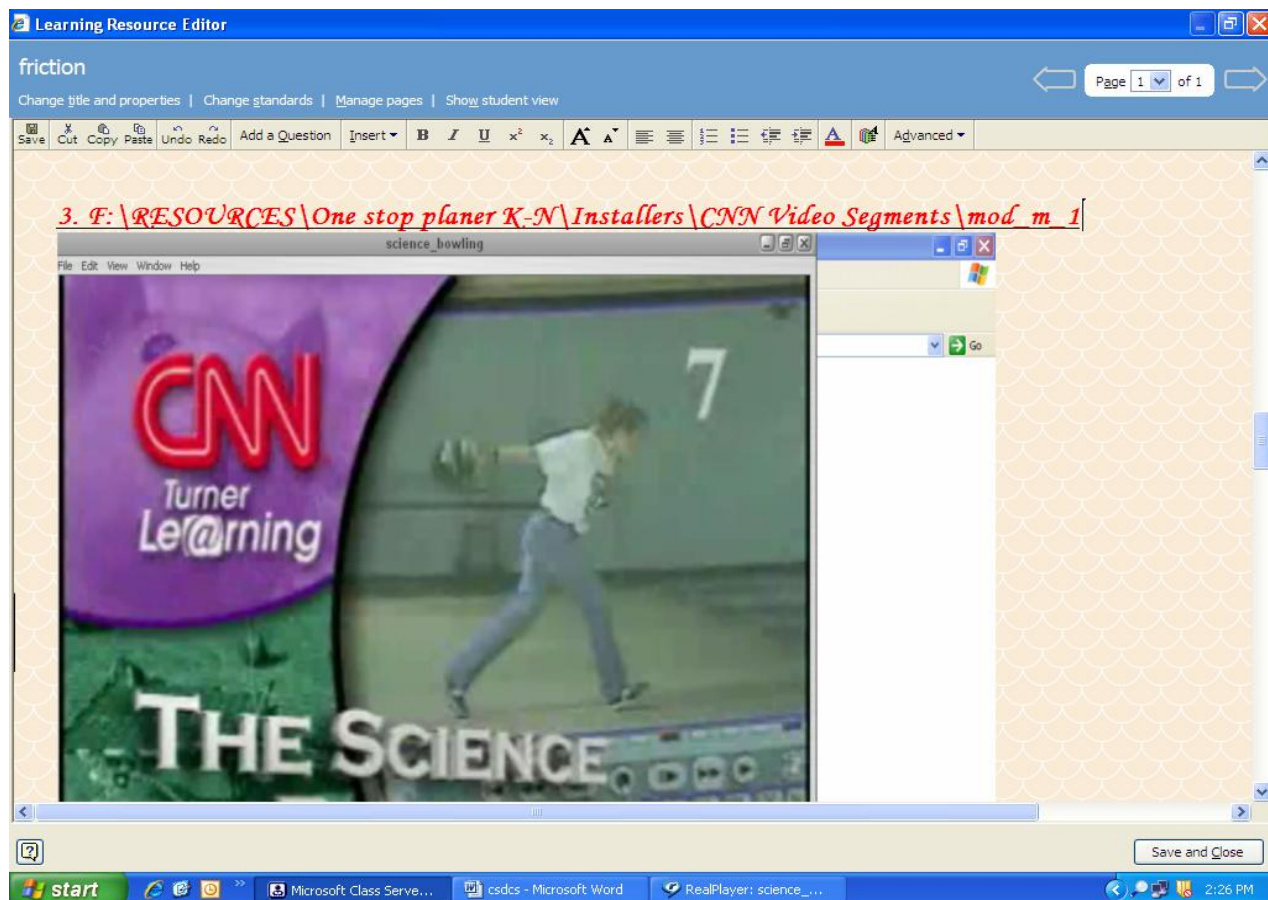 Learning Resource Editor
friction
Page 1 of 1
Change title and properties | Change standards | Manage pages | Show student view
Save Cut Copy Paste Undo Redo Add a Question Insert B I U x² x₂ A A A Advanced
3. F:\RESOURCES\One stop planer K-N\Installers\CNN Video Segments\mod_m_1
science_bowling
File Edit View Window Help
Go
7
CNN
Turner
Le@rning
THE SCIENCE
Save and Close
start
Microsoft Class Serve...
csdcs - Microsoft Word
RealPlayer: science_...
2:26 PM